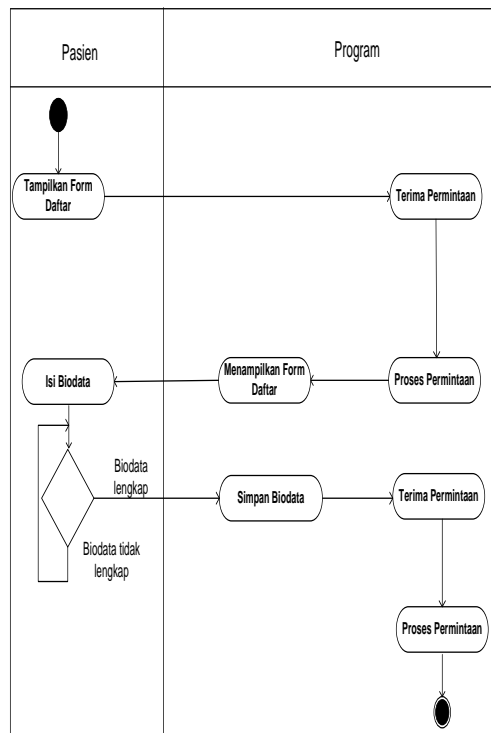 Pasien
Program
Tampilkan Form
Daftar
Terima Permintaan
Isi Biodata
Menampilkan Form
Daftar
Proses Permintaan
Biodata
lengkap
Simpan Biodata
Terima Permintaan
Biodata tidak
lengkap
Proses Permintaan